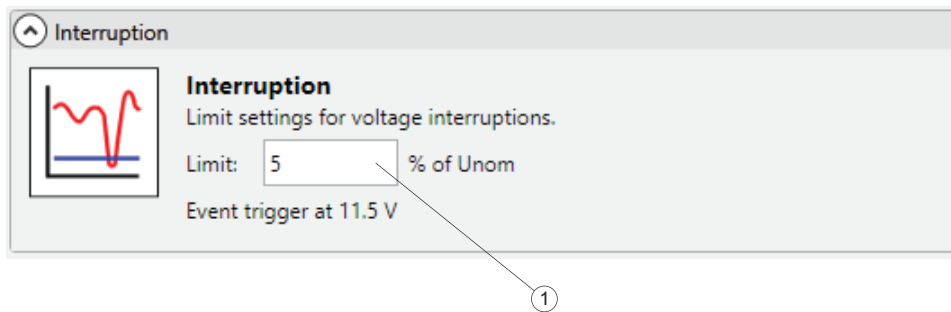 Interruption
Interruption
Limit settings for voltage interruptions.
Limit: 5 % of Unom
Event trigger at 11.5 V
1